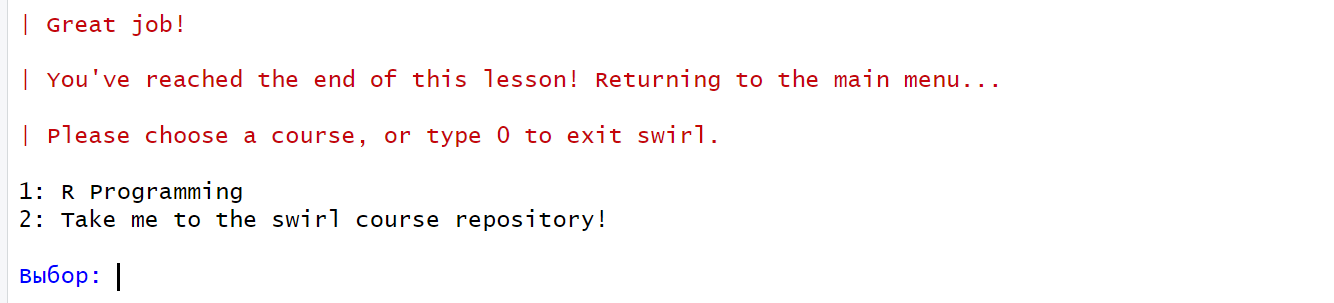 | Great job!
| You've reached the end of this lesson! Returning to the main menu...
| Please choose a course, or type 0 to exit swirl.
1: R Programming
2: Take me to the swirl course repository!
Выбор: